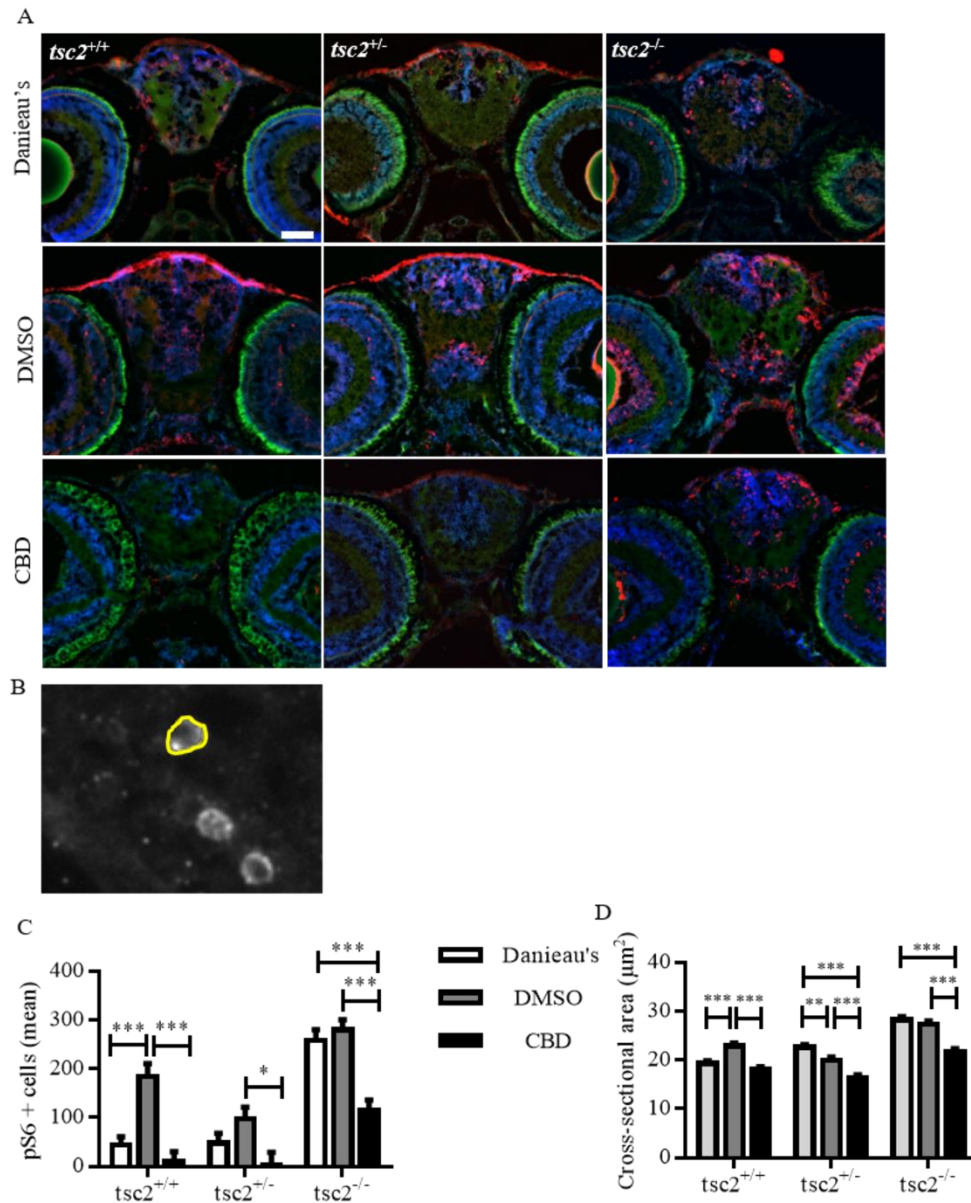 A
tsc2+/+
tsc2+/-
tsc2-/-
Danieau's
DMSO
CBD
B
C
pS6 + cells (mean)
400
300
200
100
0
***
***
*
***
***
tsc2+/+
tsc2+/-
tsc2-/-
Danieau's
DMSO
CBD
D
Cross-sectional area (μm²)
40
30
20
10
0
***
***
***
**
***
***
***
tsc2+/+
tsc2+/-
tsc2-/-